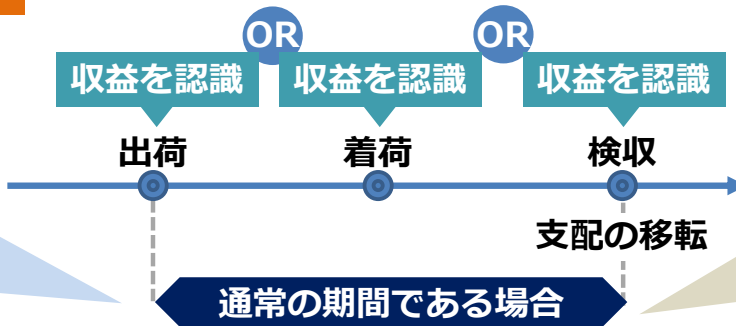 OR OR
収益を認識 収益を認識 収益を認識
出荷 着荷 検収
支配の移転
通常の期間である場合